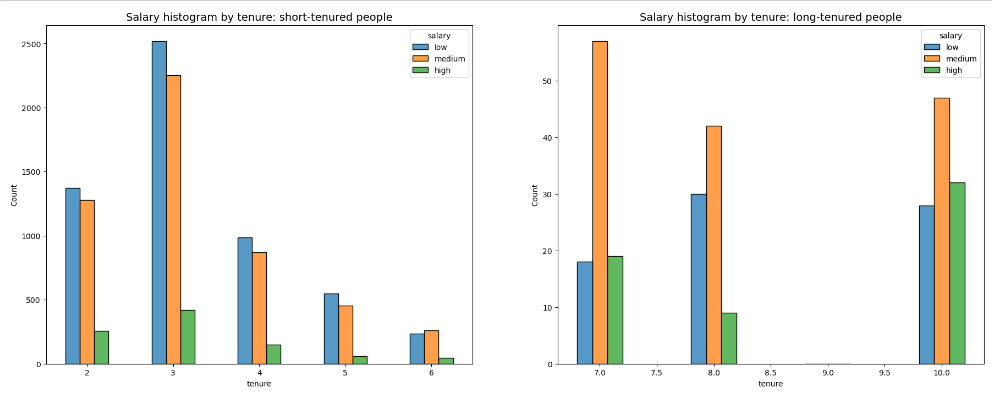 Salary histogram by tenure: short-tenured people
salary
low
medium
high
2500
2000
1500
1000
500
0
Count
2 3 4 5 6
tenure
Salary histogram by tenure: long-tenured people
salary
low
medium
high
50
40
30
20
10
0
Count
7.0 7.5 8.0 8.5 9.0 9.5 10.0
tenure